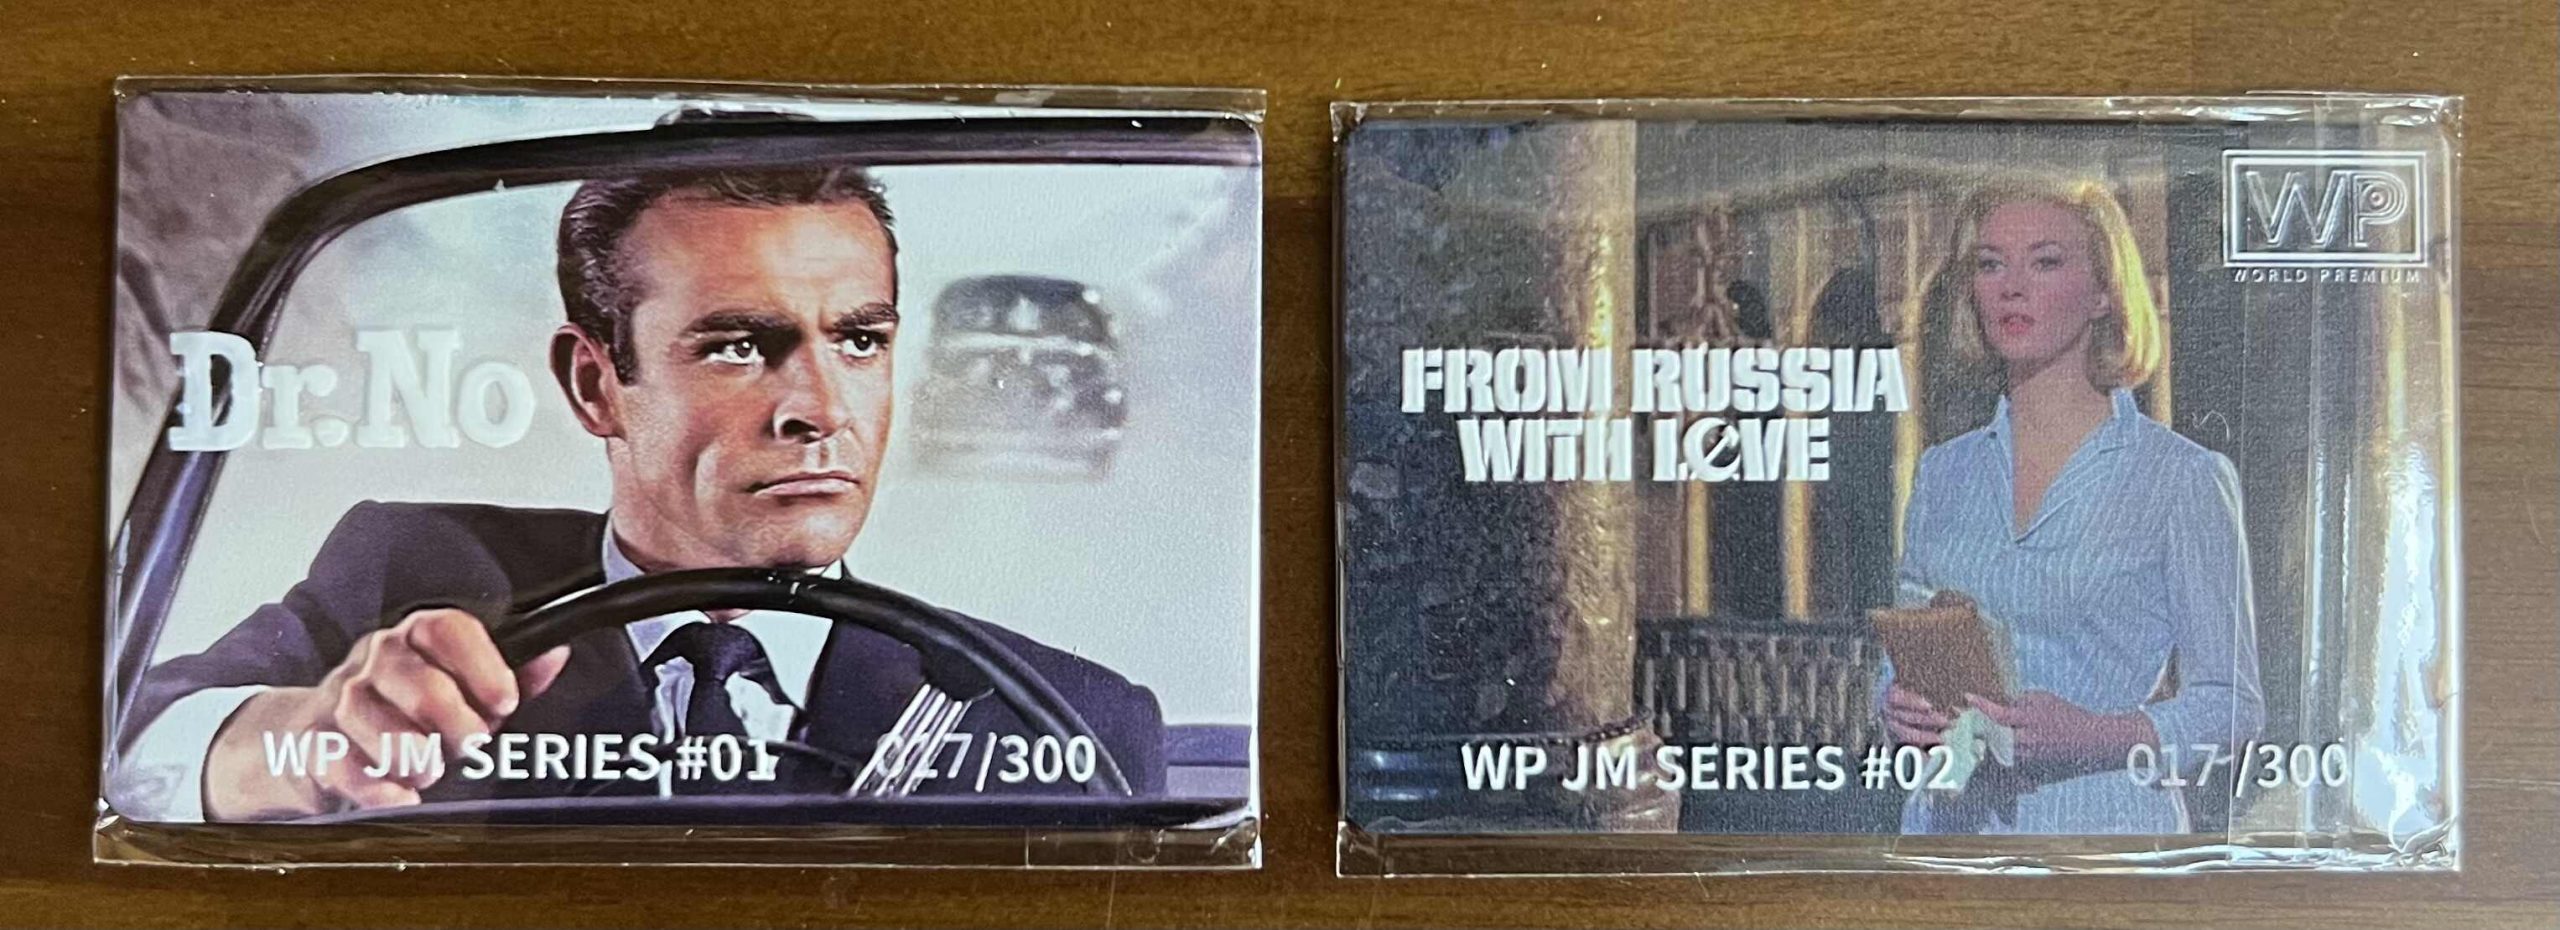 Dr.No
WP JM SERIES #01 017/300
WP
WORLD PREMIUM
FROM RUSSIA
WITH LOVE
WP JM SERIES #02 017/300